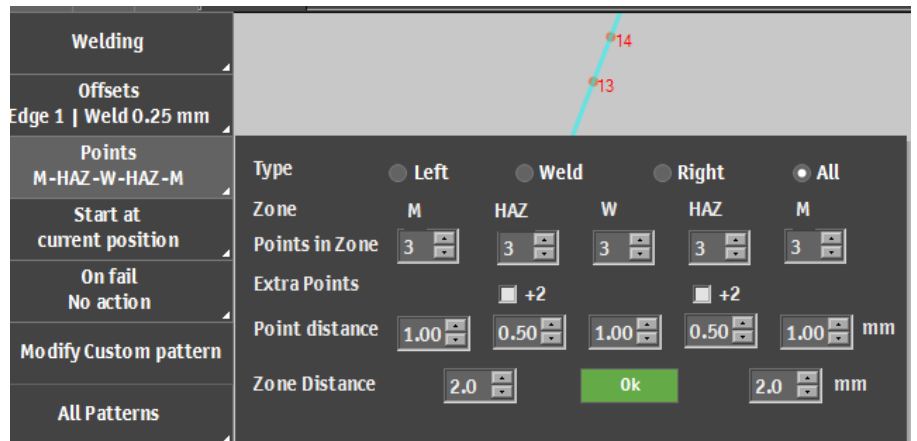 Welding
Offsets
Edge 1 | Weld 0.25 mm
Points
M-HAZ-W-HAZ-M
Start at
current position
On fail
No action
Modify Custom pattern
All Patterns
14
13
Type Left Weld Right All
Zone M HAZ W HAZ M
Points in Zone 3 3 3 3 3
Extra Points +2 +2
Point distance 1.00 0.50 1.00 0.50 1.00 mm
Zone Distance 2.0 Ok 2.0 mm